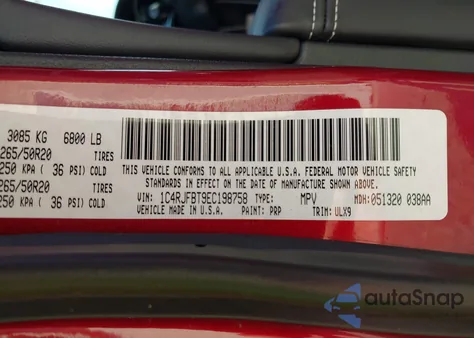 3085 KG 6800 LB
265/50R20 TIRES
250 KPA ( 36 PSI) COLD
265/50R20 TIRES
250 KPA ( 36 PSI) COLD
THIS VEHICLE CONFORMS TO ALL APPLICABLE U.S.A. FEDERAL MOTOR VEHICLE SAFETY
STANDARDS IN EFFECT ON THE DATE OF MANUFACTURE SHOWN ABOVE.
VIN: 1C4RJFBT9EC198758 TYPE: MPV MDH: 051320 038AA
VEHICLE MADE IN U.S.A. PAINT: PRP TRIM: ULX9
autoSnap